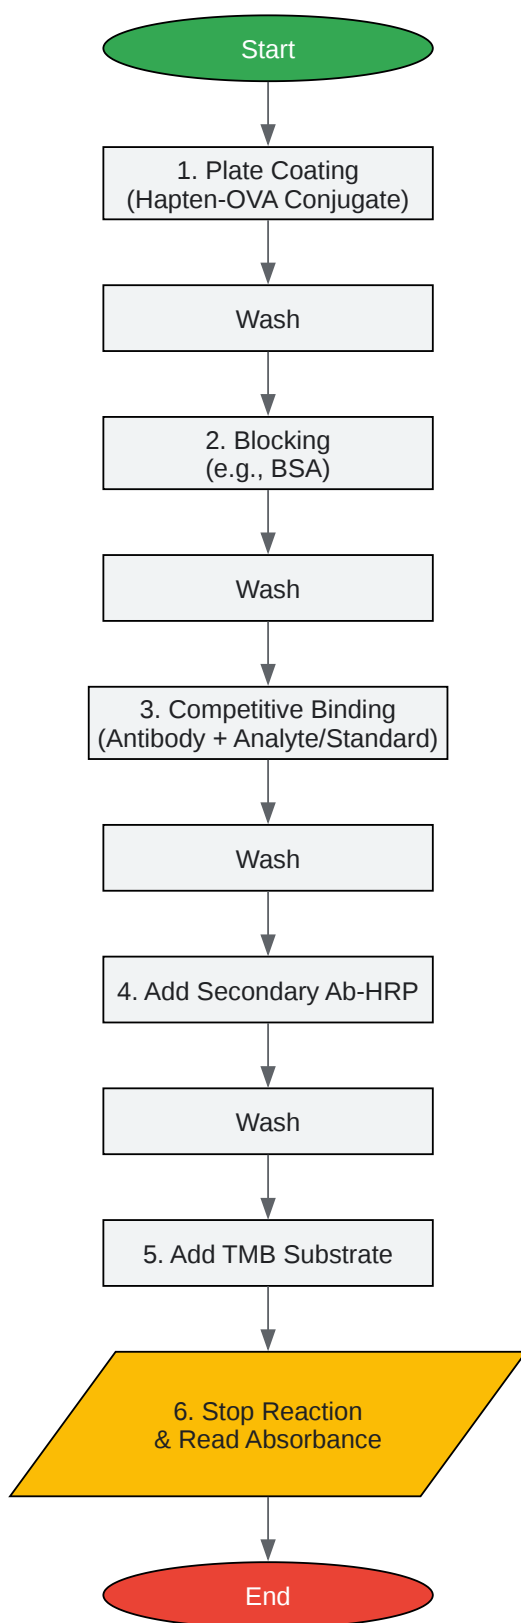 Start
1. Plate Coating
(Hapten-OVA Conjugate)
Wash
2. Blocking
(e.g., BSA)
Wash
3. Competitive Binding
(Antibody + Analyte/Standard)
Wash
4. Add Secondary Ab-HRP
Wash
5. Add TMB Substrate
6. Stop Reaction
& Read Absorbance
End